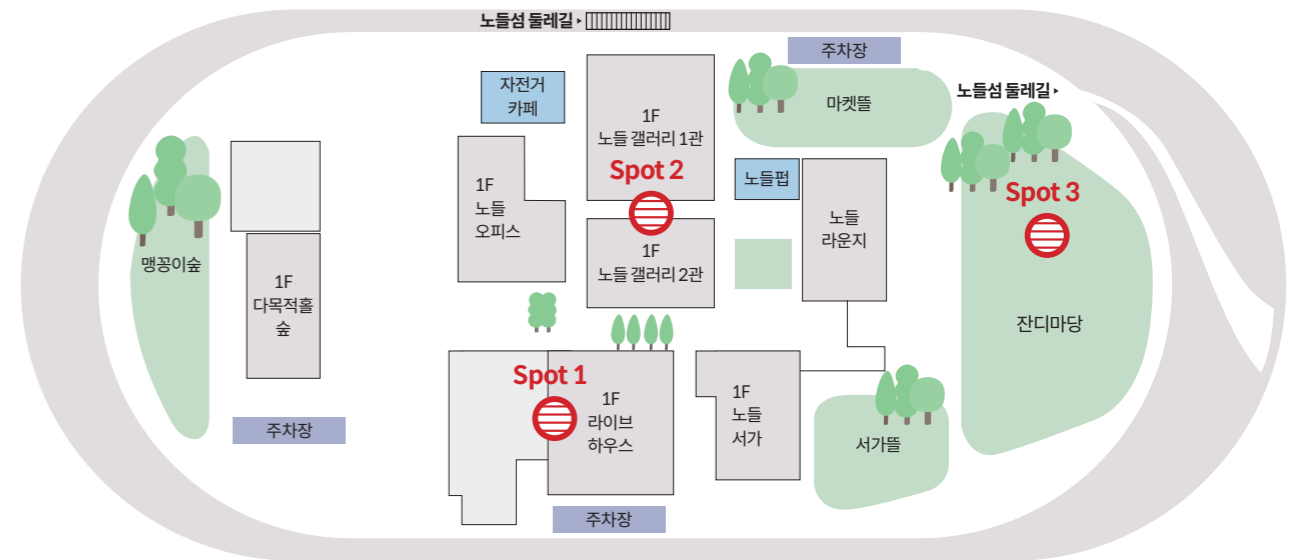 노들섬 둘레길 ▸
주차장
자전거
카페
1F
노들 갤러리 1관
마켓뜰
노들섬 둘레길 ▸
Spot 2
1F
노들
오피스
노들펍
노들
라운지
Spot 3
맹꽁이숲
1F
다목적홀
숲
1F
노들 갤러리 2관
잔디마당
Spot 1
1F
라이브
하우스
1F
노들
서가
서가뜰
주차장
주차장